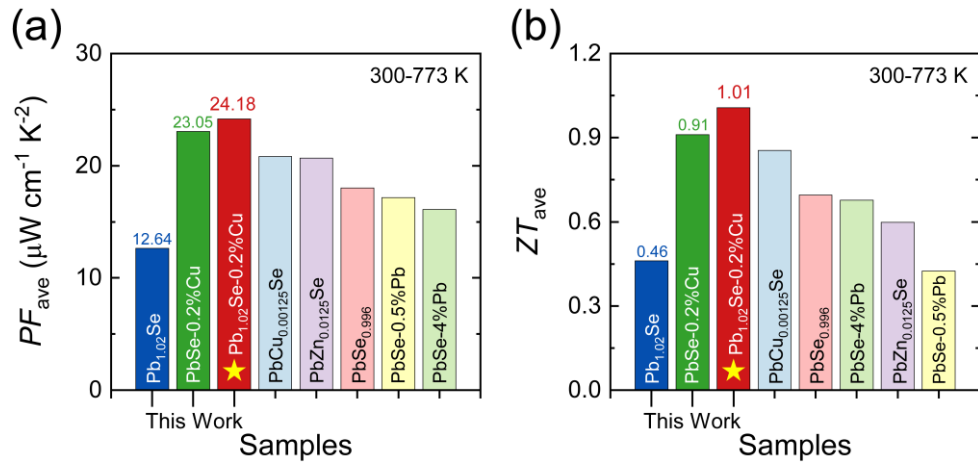 (a)
30
20
10
0
PF_ave (μW cm⁻¹ K⁻²)
300-773 K
12.64
23.05
24.18
Pb₁.₀₂Se
PbSe-0.2%Cu
Pb₁.₀₂Se-0.2%Cu
PbCu₀.₀₀₁₂₅Se
PbZn₀.₀₁₂₅Se
PbSe₀.₉₉₆
PbSe-0.5%Pb
PbSe-4%Pb
This Work
Samples
(b)
1.2
0.9
0.6
0.3
0.0
ZT_ave
300-773 K
0.46
0.91
1.01
Pb₁.₀₂Se
PbSe-0.2%Cu
Pb₁.₀₂Se-0.2%Cu
PbCu₀.₀₀₁₂₅Se
PbSe₀.₉₉₆
PbSe-4%Pb
PbZn₀.₀₁₂₅Se
PbSe-0.5%Pb
This Work
Samples